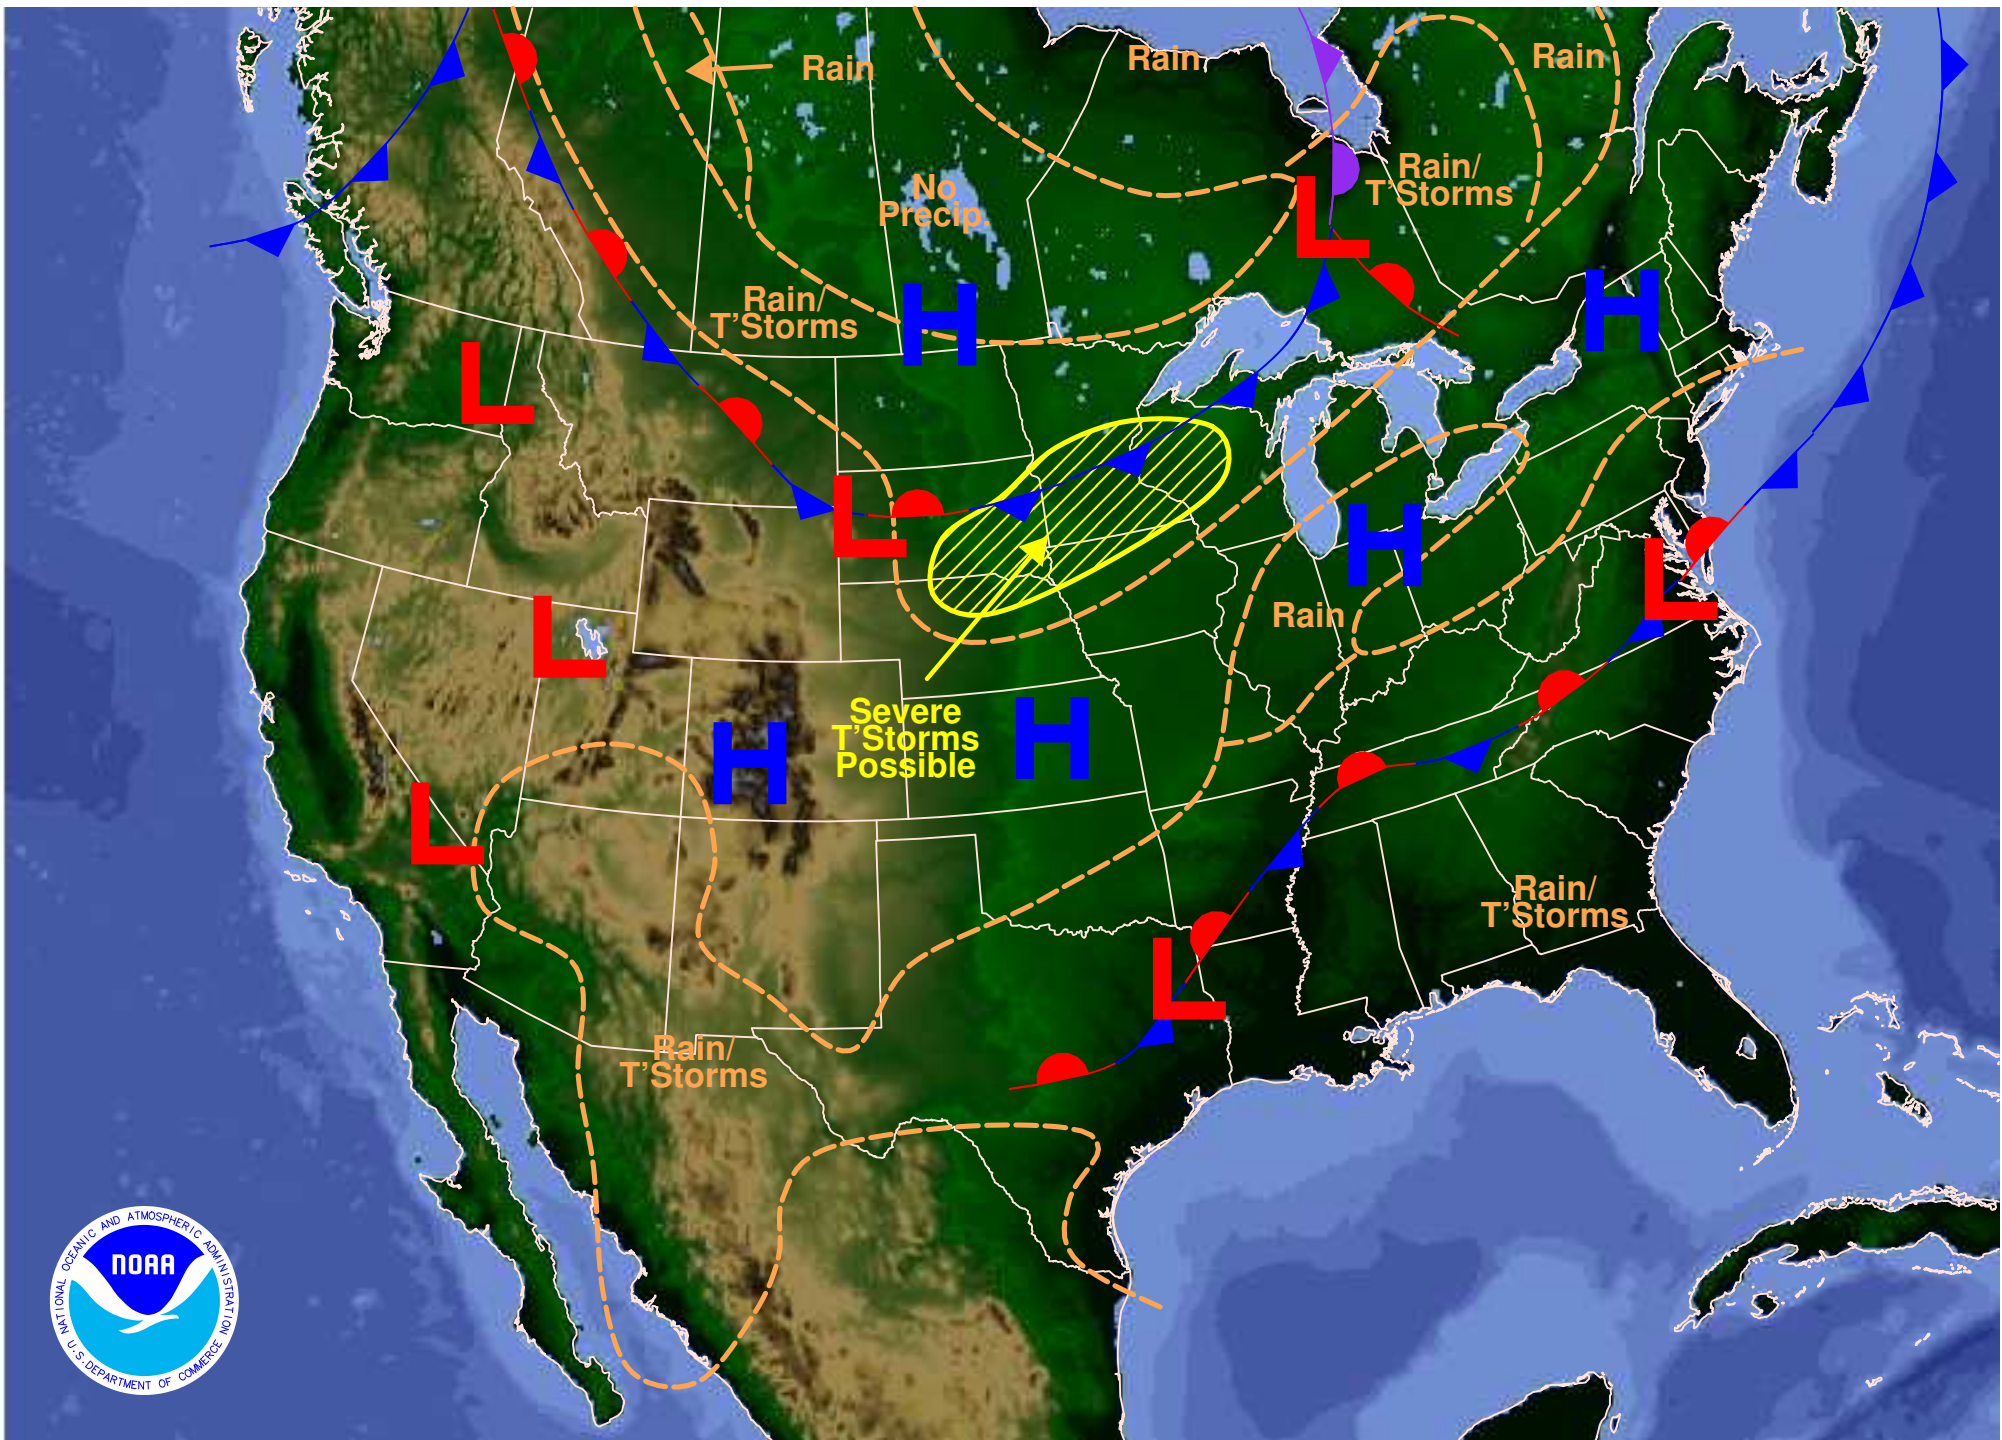 Rain
Rain
Rain
No
Precip.
Rain/
T'Storms
L
Rain/
T'Storms
H
H
L
L
L
H
L
Rain
L
Severe
T'Storms
Possible
H
H
L
Rain/
T'Storms
L
Rain/
T'Storms
NATIONAL OCEANIC AND ATMOSPHERIC ADMINISTRATION
NOAA
U.S. DEPARTMENT OF COMMERCE